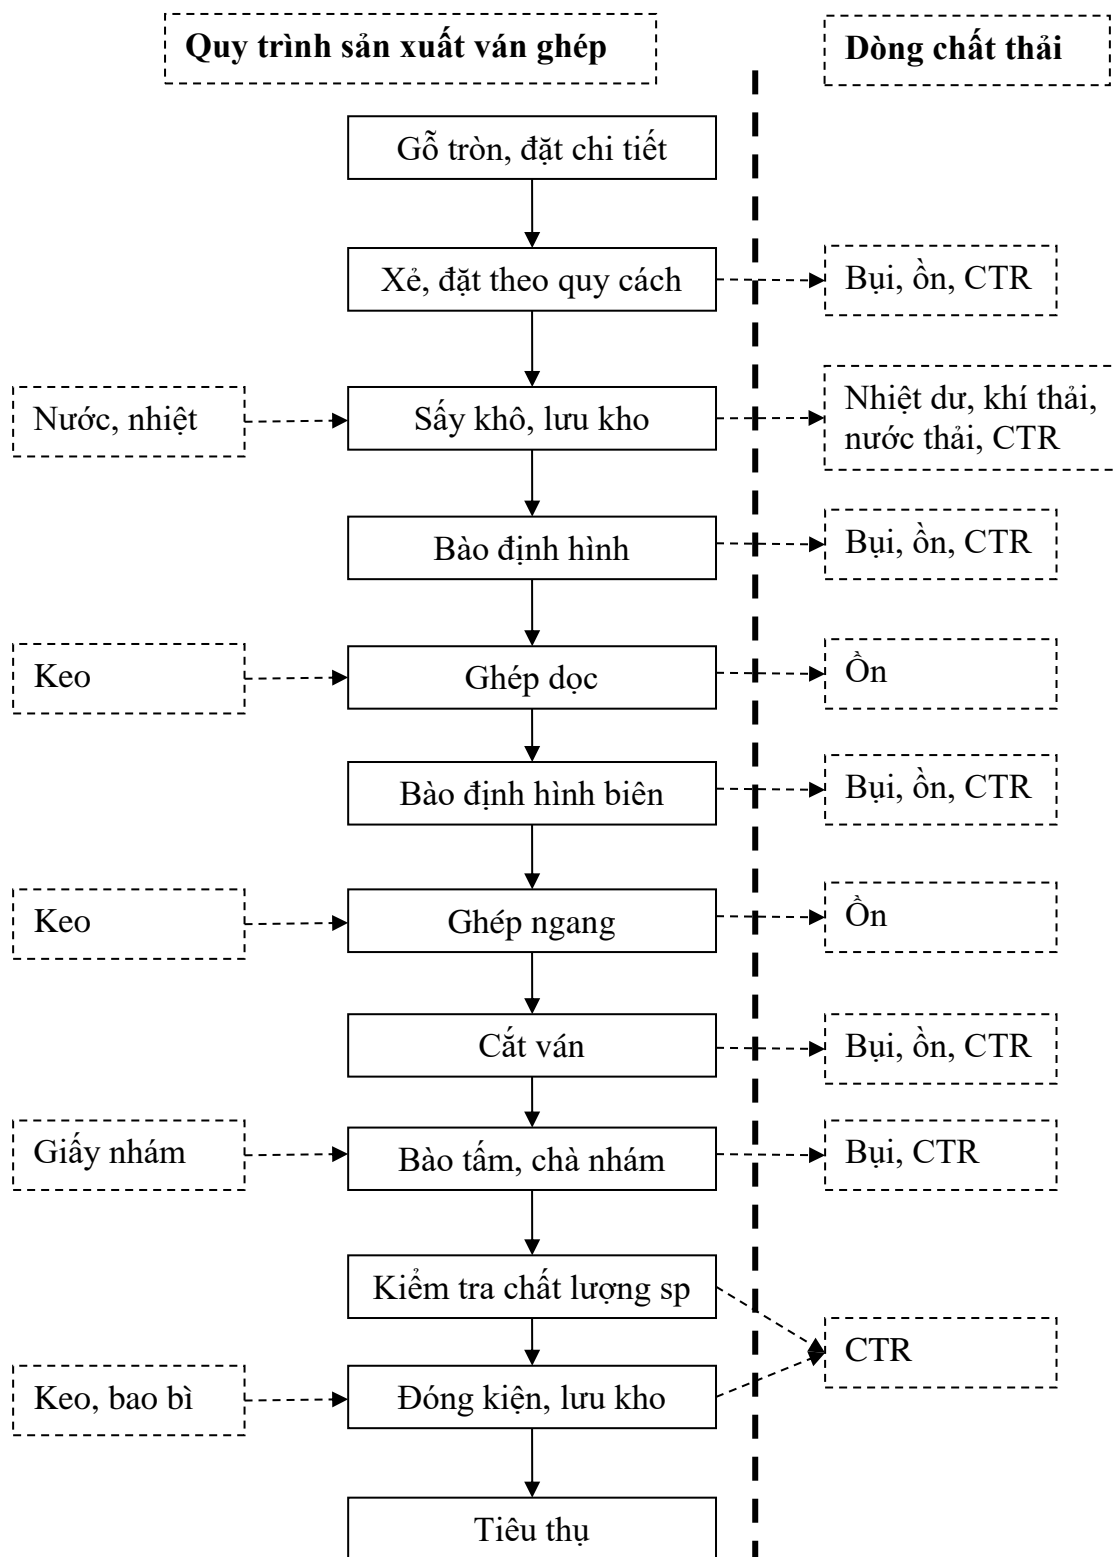 Quy trình sản xuất ván ghép
Dòng chất thải
Gỗ tròn, đặt chi tiết
Xẻ, đặt theo quy cách
Bụi, ồn, CTR
Nước, nhiệt
Sấy khô, lưu kho
Nhiệt dư, khí thải,
nước thải, CTR
Bào định hình
Bụi, ồn, CTR
Keo
Ghép dọc
Ồn
Bào định hình biên
Bụi, ồn, CTR
Keo
Ghép ngang
Ồn
Cắt ván
Bụi, ồn, CTR
Giấy nhám
Bào tấm, chà nhám
Bụi, CTR
Kiểm tra chất lượng sp
CTR
Keo, bao bì
Đóng kiện, lưu kho
Tiêu thụ